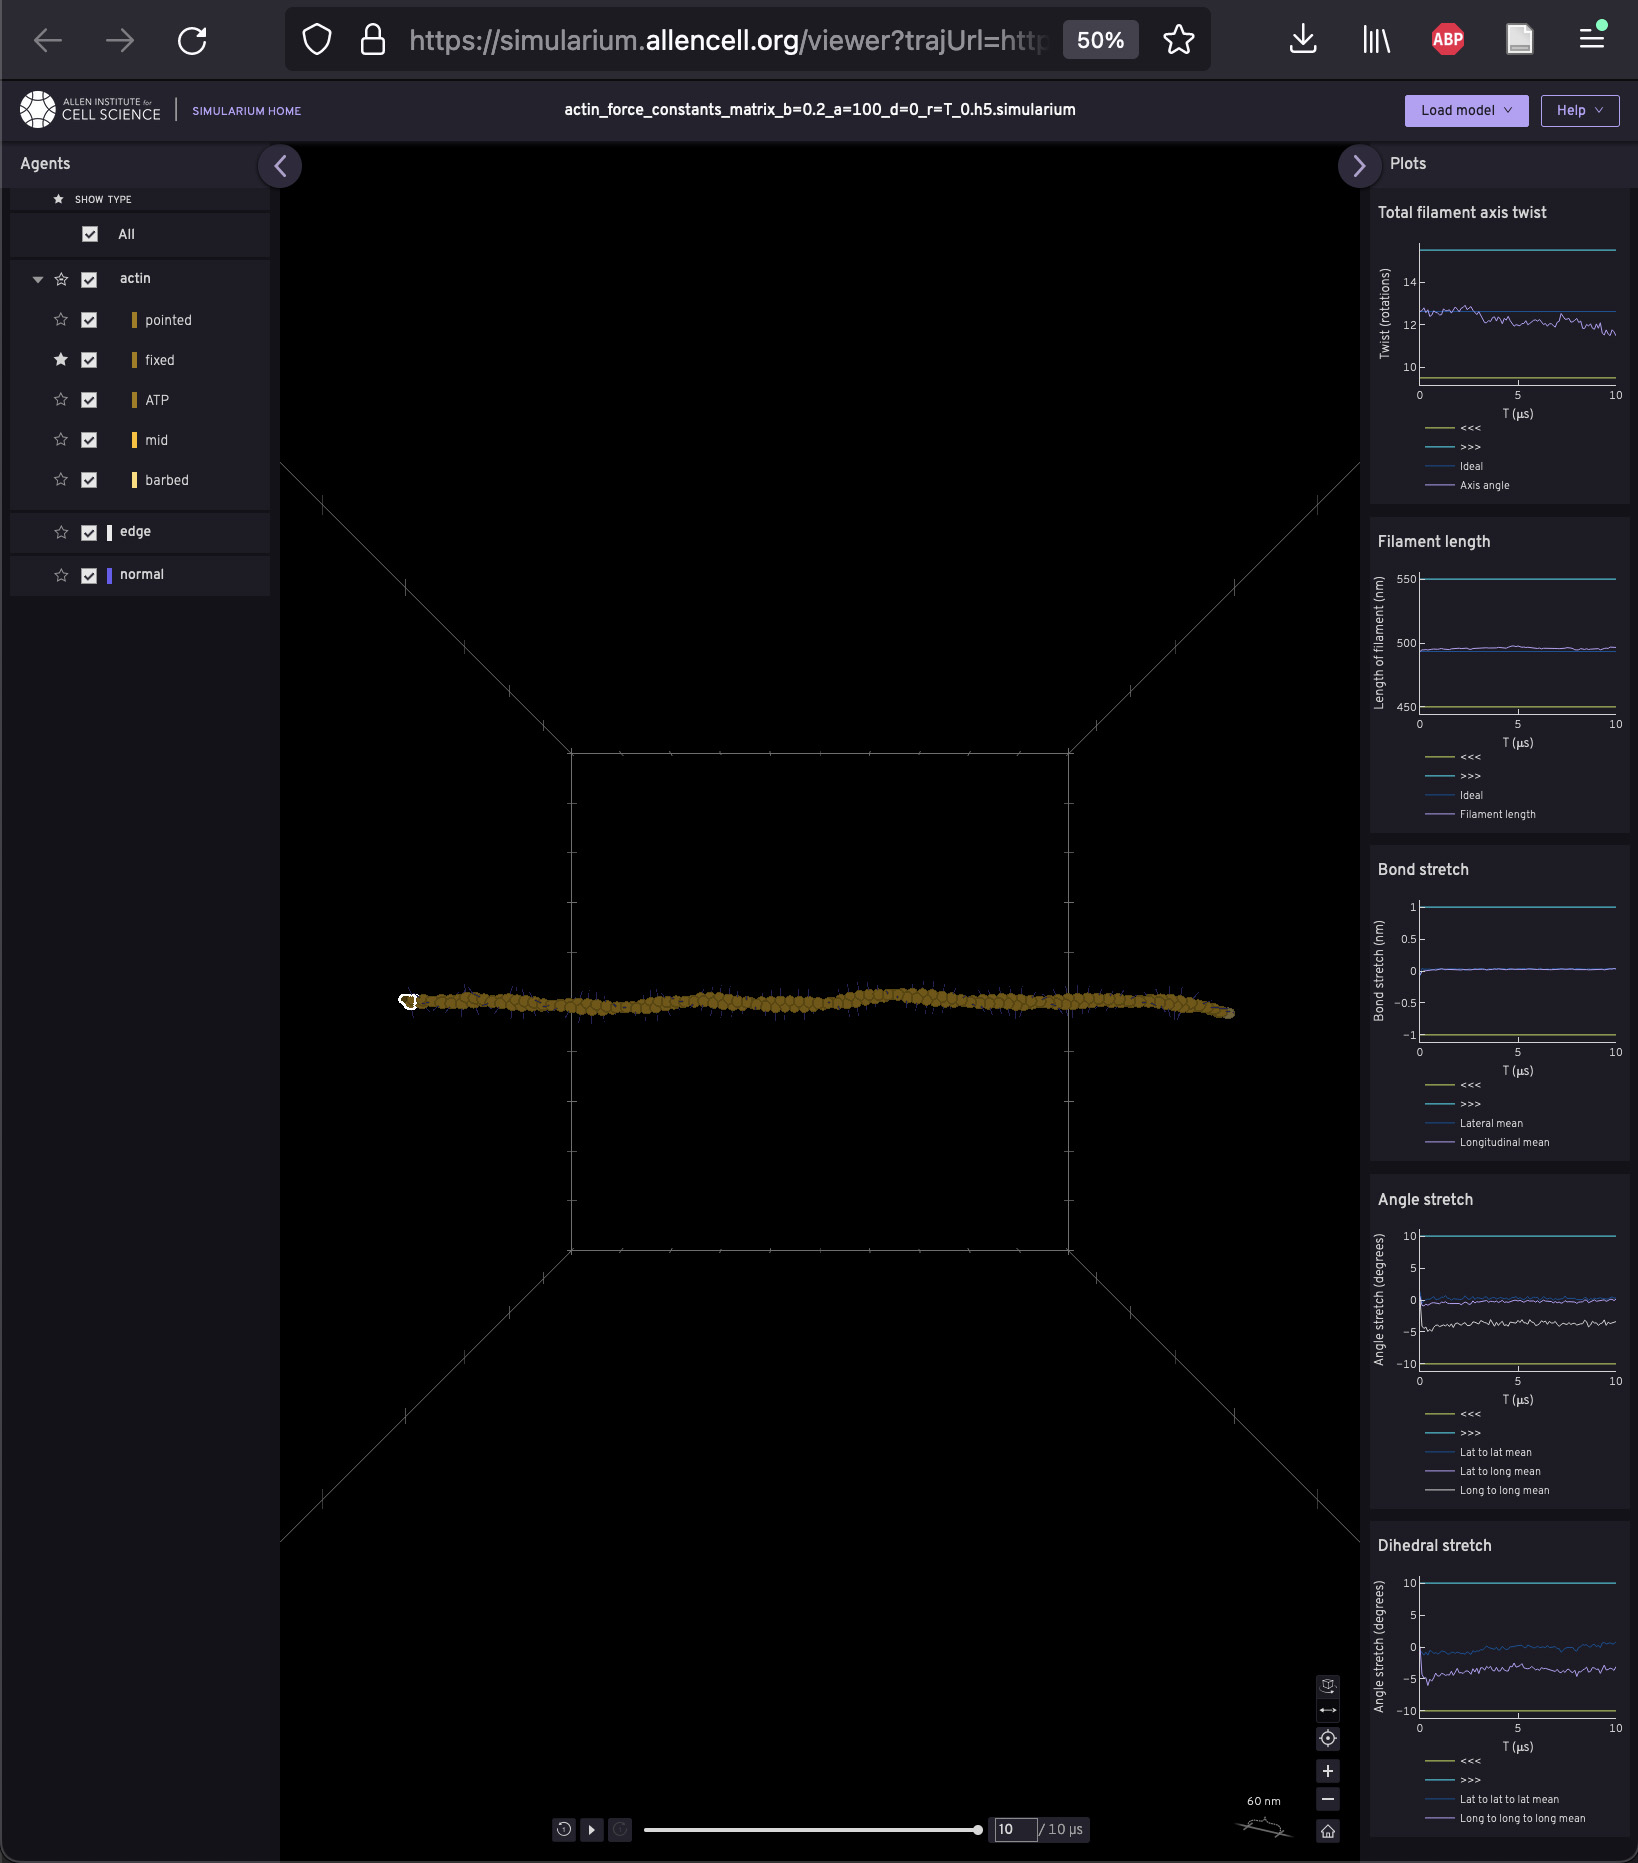 https://simularium.allencell.org/viewer?trajUrl=http
50%
ABP
ALLEN INSTITUTE for
CELL SCIENCE
SIMULARIUM HOME
actin_force_constants_matrix_b=0.2_a=100_d=0_r=T_0.h5.simularium
Load model
Help
Agents
SHOW TYPE
All
actin
pointed
fixed
ATP
mid
barbed
edge
normal
60 nm
10 / 10 µs
Plots
Total filament axis twist
Twist (rotations)
14
12
10
0 5 10
T (µs)
<<<
>>>
Ideal
Axis angle
Filament length
Length of filament (nm)
550
500
450
0 5 10
T (µs)
<<<
>>>
Ideal
Filament length
Bond stretch
Bond stretch (nm)
1
0.5
0
−0.5
−1
0 5 10
T (µs)
<<<
>>>
Lateral mean
Longitudinal mean
Angle stretch
Angle stretch (degrees)
10
5
0
−5
−10
0 5 10
T (µs)
<<<
>>>
Lat to lat mean
Lat to long mean
Long to long mean
Dihedral stretch
Angle stretch (degrees)
10
5
0
−5
−10
0 5 10
T (µs)
<<<
>>>
Lat to lat to lat mean
Long to long to long mean